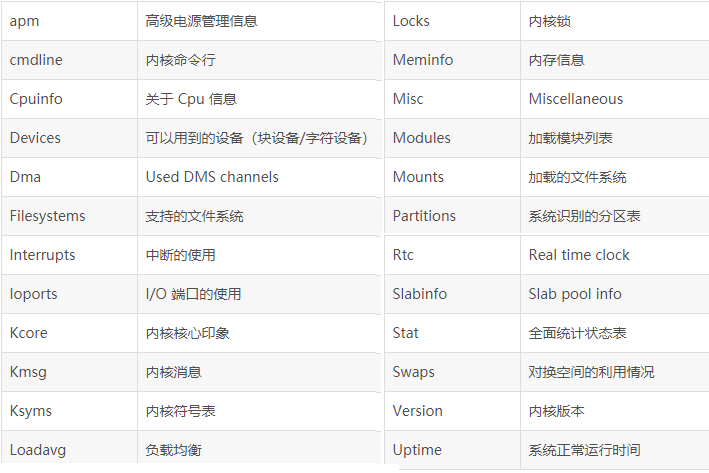 apm 高级电源管理信息
cmdline 内核命令行
Cpuinfo 关于 Cpu 信息
Devices 可以用到的设备（块设备/字符设备）
Dma Used DMS channels
Filesystems 支持的文件系统
Interrupts 中断的使用
Ioports I/O 端口的使用
Kcore 内核核心印象
Kmsg 内核消息
Ksyms 内核符号表
Loadavg 负载均衡
Locks 内核锁
Meminfo 内存信息
Misc Miscellaneous
Modules 加载模块列表
Mounts 加载的文件系统
Partitions 系统识别的分区表
Rtc Real time clock
Slabinfo Slab pool info
Stat 全面统计状态表
Swaps 对换空间的利用情况
Version 内核版本
Uptime 系统正常运行时间